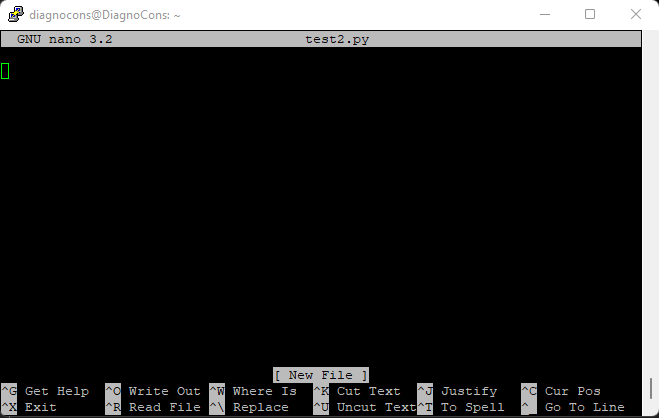 diagnocons@DiagnoCons: ~
GNU nano 3.2 test2.py
[ New File ]
^G Get Help ^O Write Out ^W Where Is ^K Cut Text ^J Justify ^C Cur Pos
^X Exit ^R Read File ^\ Replace ^U Uncut Text ^T To Spell ^_ Go To Line